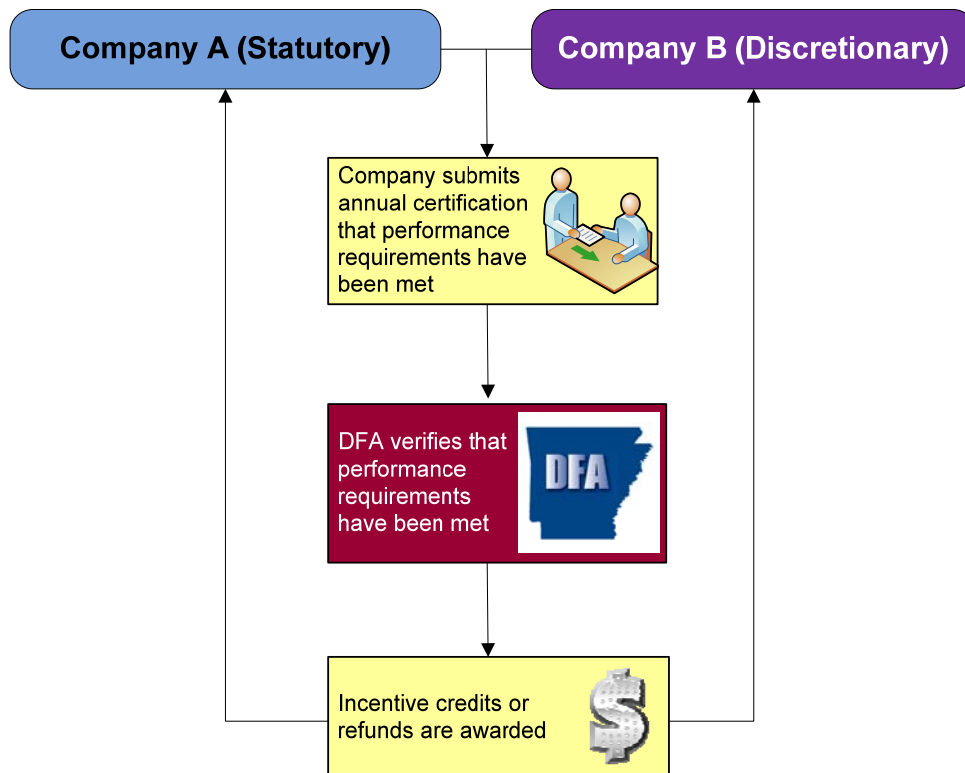 Company A (Statutory)
Company B (Discretionary)
Company submits
annual certification
that performance
requirements have
been met
DFA verifies that
performance
requirements
have been met
DFA
Incentive credits or
refunds are awarded
$